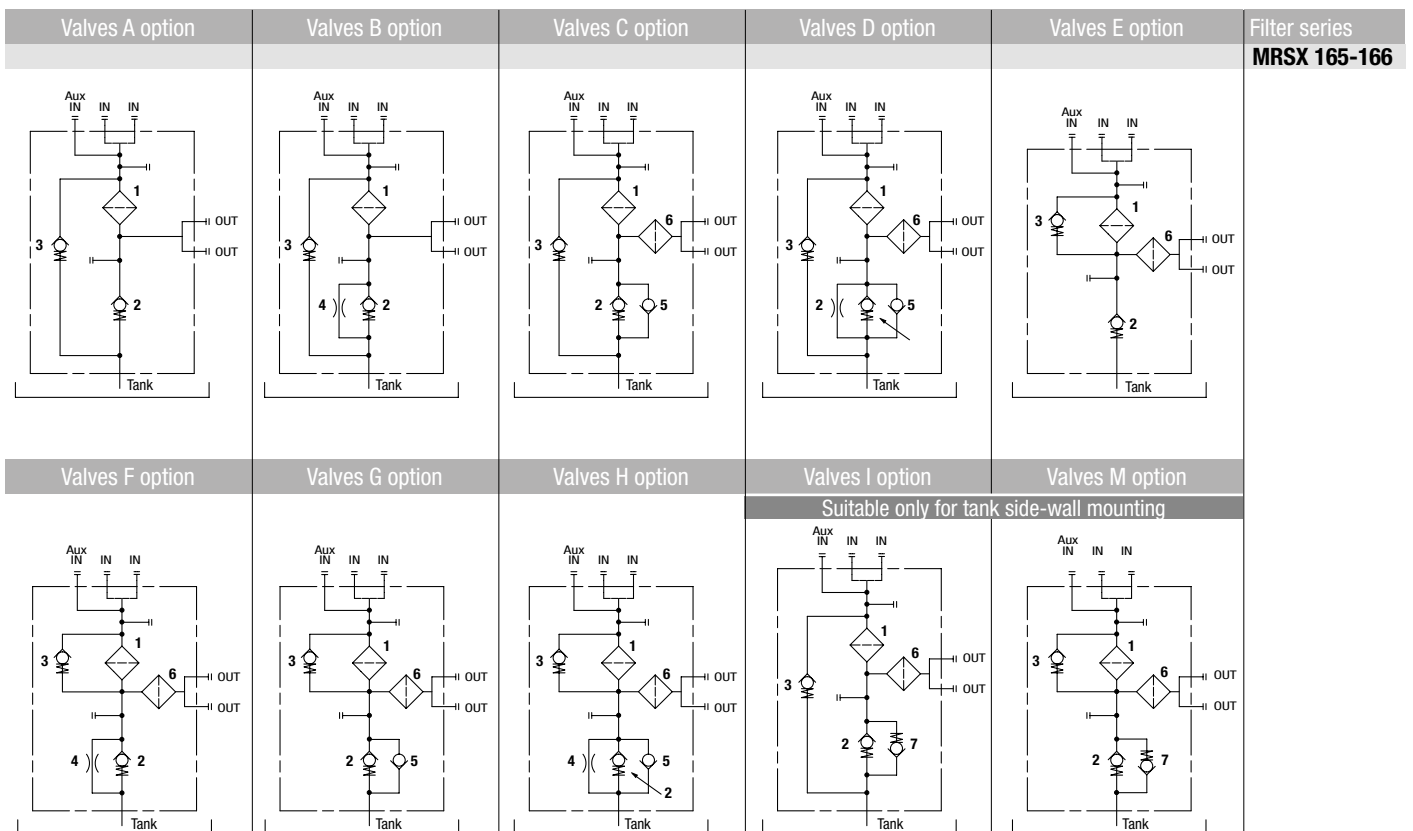 Valves A option Valves B option Valves C option Valves D option Valves E option Filter series
MRSX 165-166
Aux
IN IN IN
1
3
OUT
OUT
2
Tank
Aux
IN IN IN
1
3
OUT
OUT
4 2
Tank
Aux
IN IN IN
1
6
3
OUT
OUT
2 5
Tank
Aux
IN IN IN
1
6
3
OUT
OUT
2 5
Tank
Aux
IN IN IN
1
3
6
OUT
OUT
2
Tank
Valves F option Valves G option Valves H option Valves I option Valves M option
Suitable only for tank side-wall mounting
Aux
IN IN IN
1
3
6
OUT
OUT
4 2
Tank
Aux
IN IN IN
1
3
6
OUT
OUT
2 5
Tank
Aux
IN IN IN
1
3
6
OUT
OUT
4 5
2
Tank
Aux
IN IN IN
1
6
3
OUT
OUT
2 7
Tank
Aux
IN IN IN
1
3
6
OUT
OUT
2 7
Tank